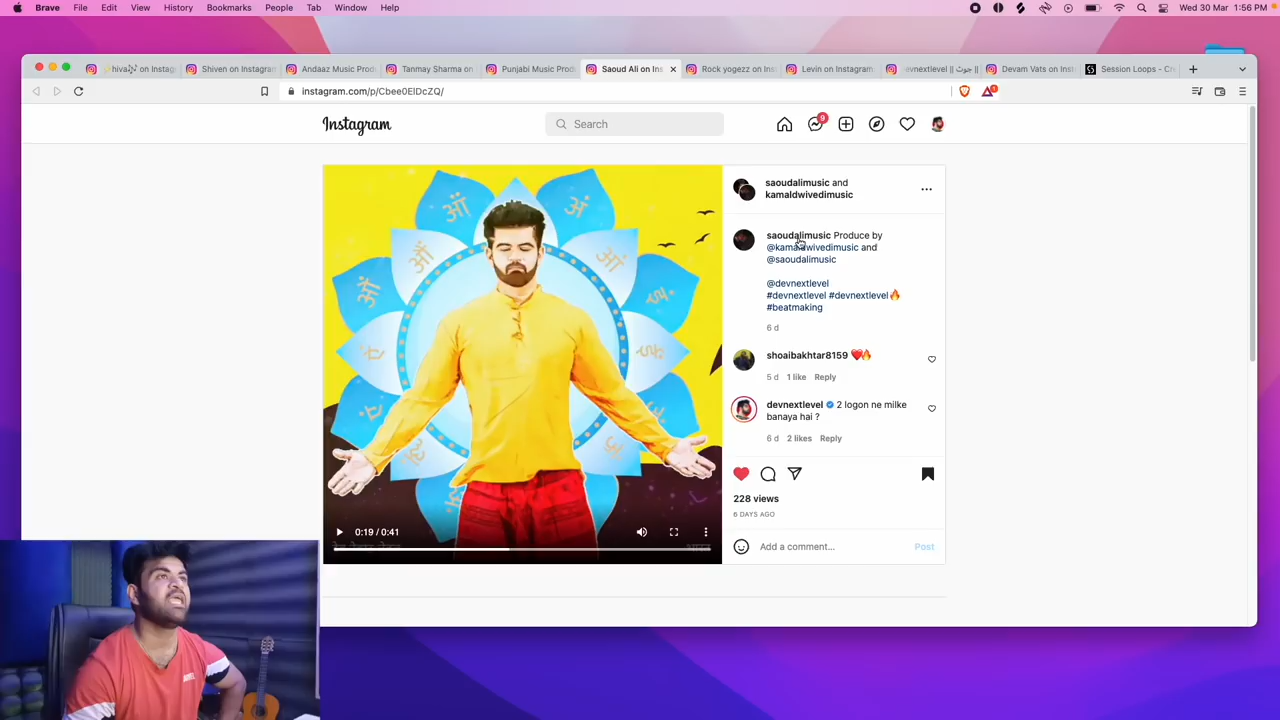 Brave File Edit View History Bookmarks People Tab Window Help Wed 30 Mar 1:56 PM
Shiven on Instagram Andaaz Music Prod Tanmay Sharma on Punjabi Music Prod Saoud Ali on Ins Rock yogezz on Ins Levin on Instagram Devam Vats on Inst Session Loops - Cr
instagram.com/p/Cbee0ElDcZQ/
Instagram
Search
9
saoudalimusic and
kamaldwivedimusic
saoudalimusic Produce by
@kamaldwivedimusic and
@saoudalimusic
@devnextlevel
#devnextlevel #devnextlevel🔥
#beatmaking
6 d
shoaibakhtar8159 ❤️🔥
5 d 1 like Reply
devnextlevel 2 logon ne milke
banaya hai ?
6 d 2 likes Reply
228 views
6 DAYS AGO
Add a comment... Post
ॐ अं
0:19 / 0:41